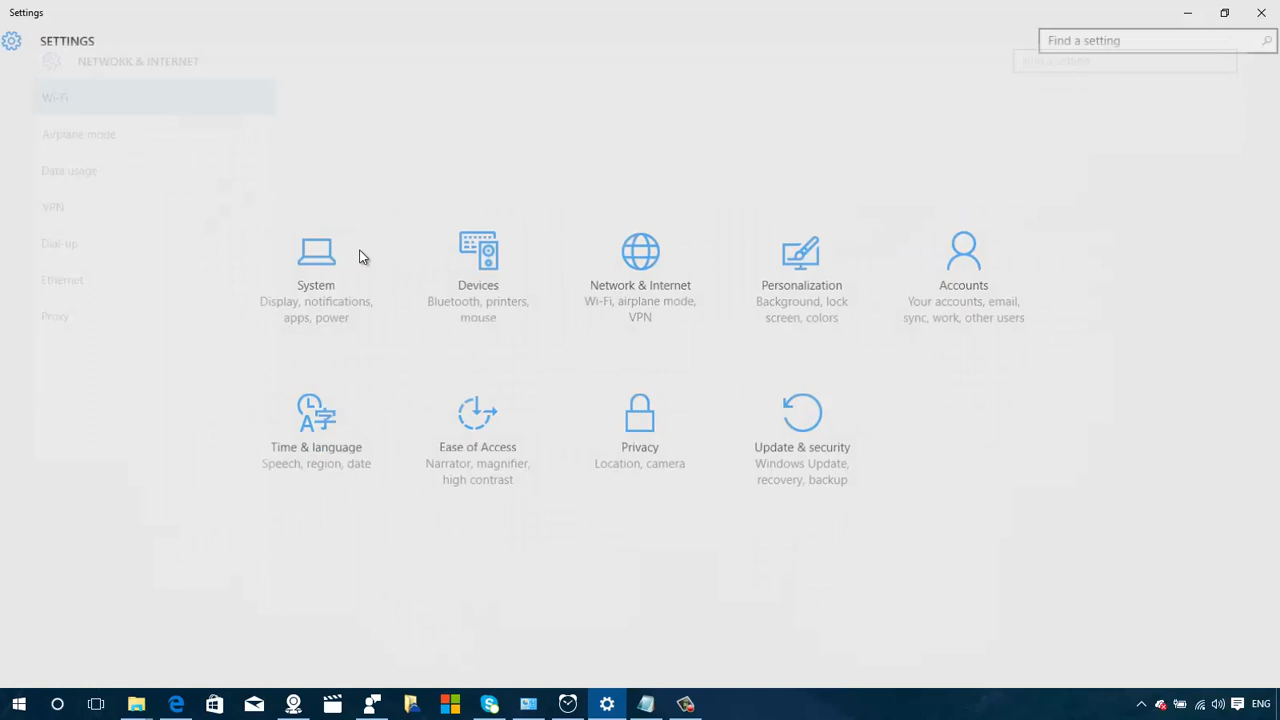 Settings
SETTINGS
Find a setting
NETWORK & INTERNET
Wi-Fi
Airplane mode
Data usage
VPN
Dial-up
Ethernet
Proxy
System
Display, notifications,
apps, power
Devices
Bluetooth, printers,
mouse
Network & Internet
Wi-Fi, airplane mode,
VPN
Personalization
Background, lock
screen, colors
Accounts
Your accounts, email,
sync, work, other users
Time & language
Speech, region, date
Ease of Access
Narrator, magnifier,
high contrast
Privacy
Location, camera
Update & security
Windows Update,
recovery, backup
ENG